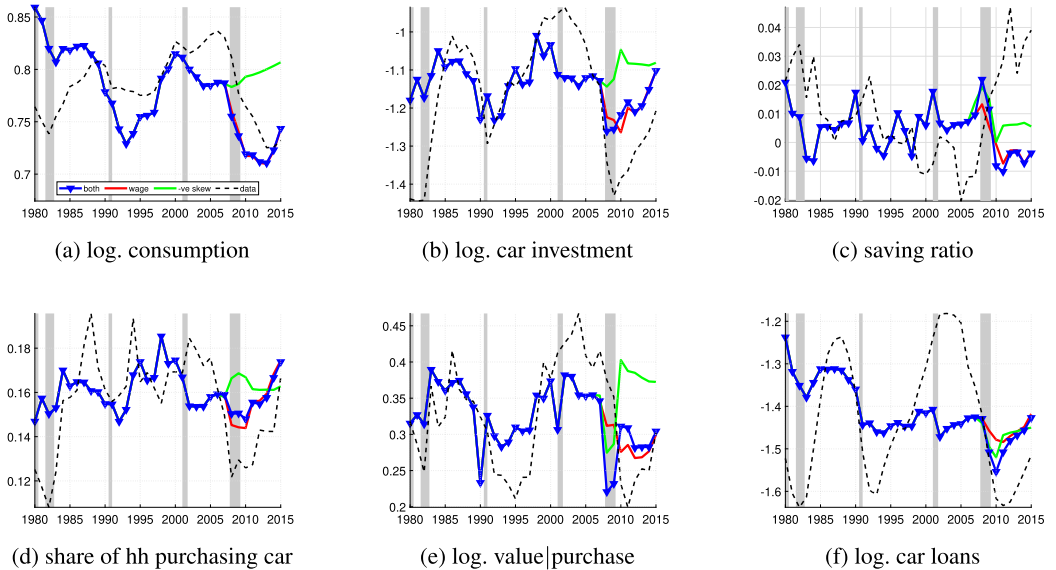 0.85
0.8
0.75
0.7
both wage -ve skew data
1980 1985 1990 1995 2000 2005 2010 2015
(a) log. consumption
-1
-1.1
-1.2
-1.3
-1.4
1980 1985 1990 1995 2000 2005 2010 2015
(b) log. car investment
0.04
0.03
0.02
0.01
0
-0.01
-0.02
1980 1985 1990 1995 2000 2005 2010 2015
(c) saving ratio
0.18
0.16
0.14
0.12
1980 1985 1990 1995 2000 2005 2010 2015
(d) share of hh purchasing car
0.45
0.4
0.35
0.3
0.25
0.2
1980 1985 1990 1995 2000 2005 2010 2015
(e) log. value|purchase
-1.2
-1.3
-1.4
-1.5
-1.6
1980 1985 1990 1995 2000 2005 2010 2015
(f) log. car loans